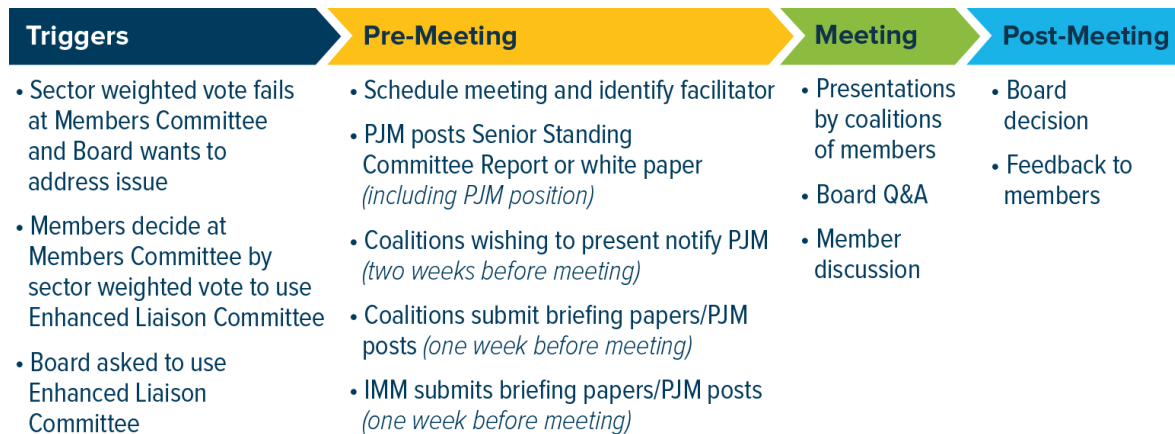 Triggers
• Sector weighted vote fails
at Members Committee
and Board wants to
address issue
• Members decide at
Members Committee by
sector weighted vote to use
Enhanced Liaison Committee
• Board asked to use
Enhanced Liaison
Committee
Pre-Meeting
• Schedule meeting and identify facilitator
• PJM posts Senior Standing
Committee Report or white paper
(including PJM position)
• Coalitions wishing to present notify PJM
(two weeks before meeting)
• Coalitions submit briefing papers/PJM
posts (one week before meeting)
• IMM submits briefing papers/PJM posts
(one week before meeting)
Meeting
• Presentations
by coalitions
of members
• Board Q&A
• Member
discussion
Post-Meeting
• Board
decision
• Feedback to
members